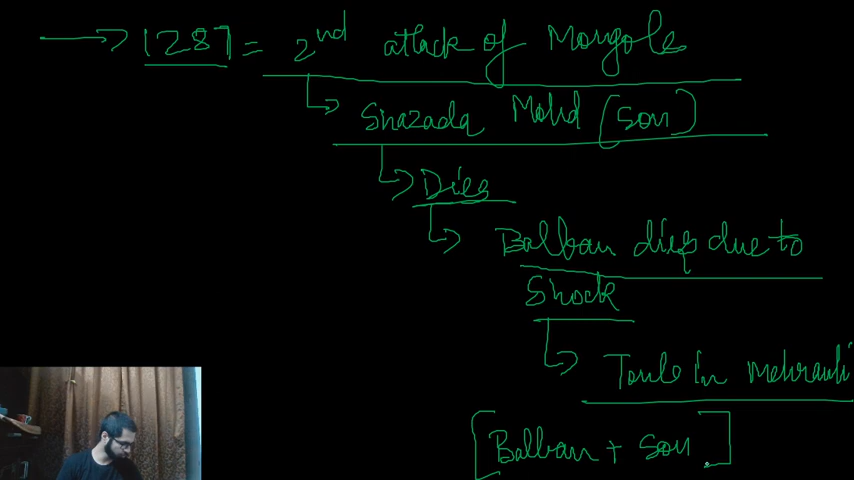 → 1287 = 2nd attack of Mongols
Shazada Mohd (son)
Dies
Balban dies due to
Shock
Tomb in Mehrauli
[Balban + son]